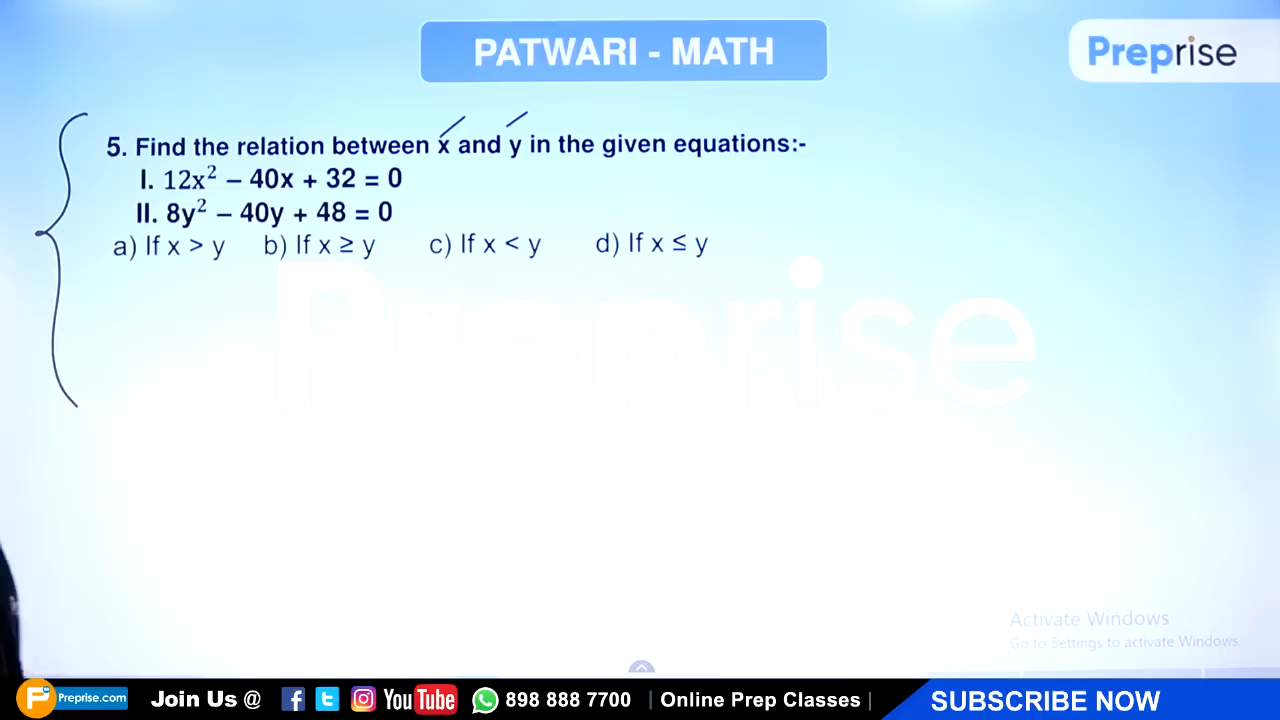 PATWARI - MATH
Preprise
5. Find the relation between x and y in the given equations:-
I. 12x² – 40x + 32 = 0
II. 8y² – 40y + 48 = 0
a) If x > y b) If x ≥ y c) If x < y d) If x ≤ y
Preprise
Activate Windows
Go to Settings to activate Windows.
Preprise.com Join Us @ YouTube 898 888 7700 | Online Prep Classes | SUBSCRIBE NOW